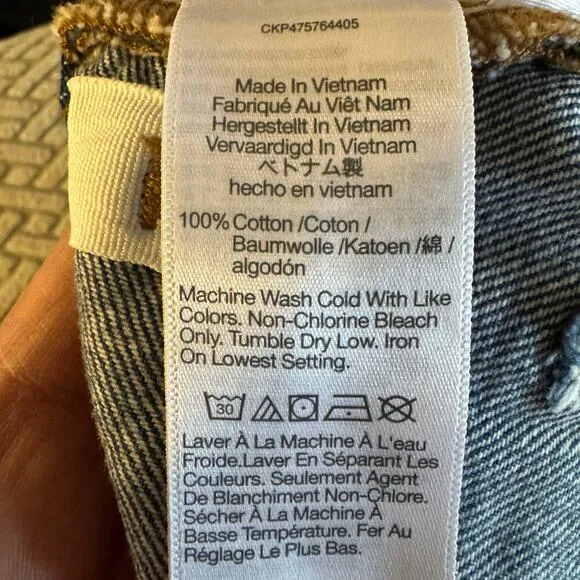 CKP475764405
Made In Vietnam
Fabriqué Au Viêt Nam
Hergestellt In Vietnam
Vervaardigd In Vietnam
ベトナム製
hecho en vietnam
100% Cotton /Coton /
Baumwolle /Katoen /綿 /
algodón
Machine Wash Cold With Like
Colors. Non-Chlorine Bleach
Only. Tumble Dry Low. Iron
On Lowest Setting.
30
Laver À La Machine À L'eau
Froide.Laver En Séparant Les
Couleurs. Seulement Agent
De Blanchiment Non-Chlore.
Sécher À La Machine À
Basse Température. Fer Au
Réglage Le Plus Bas.